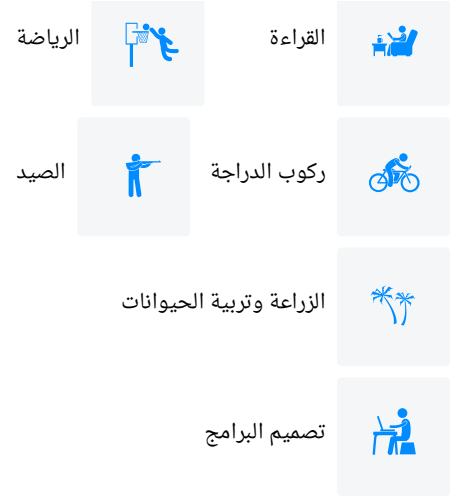 القراءة
الرياضة
ركوب الدراجة
الصيد
الزراعة وتربية الحيوانات
تصميم البرامج